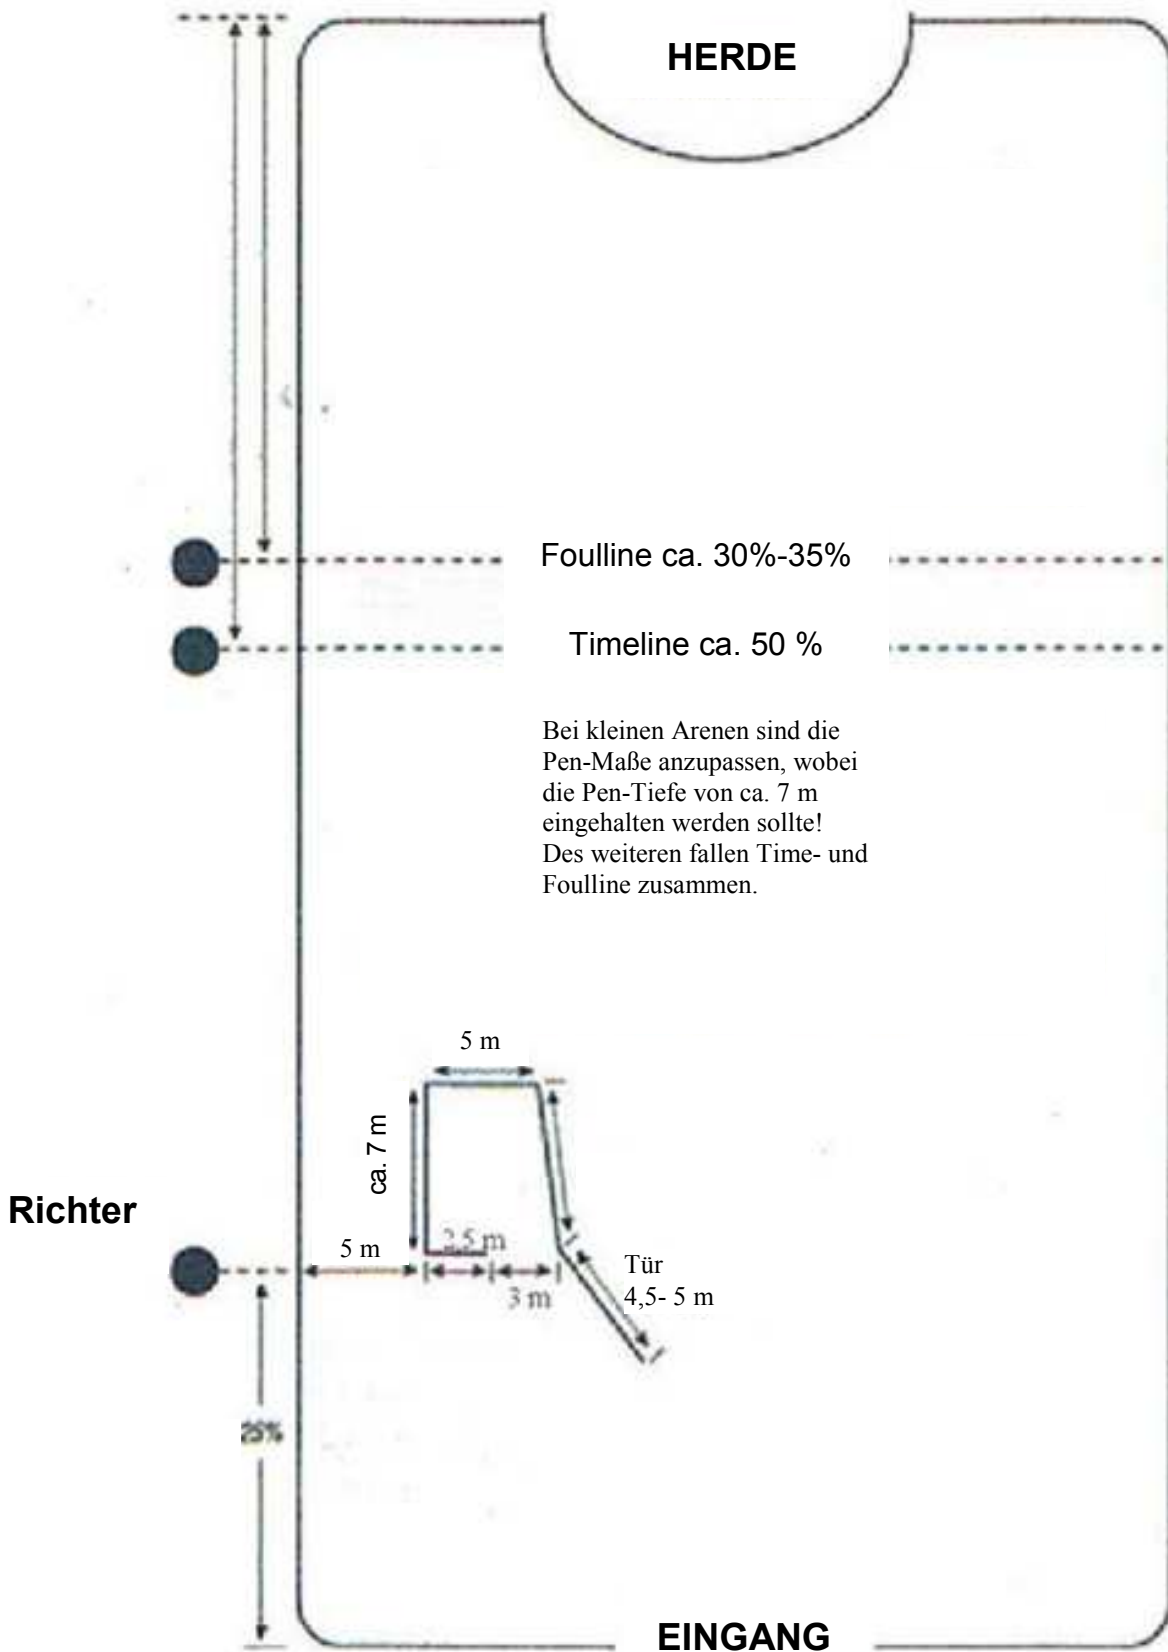 HERDE
Foulline ca. 30%-35%
Timeline ca. 50 %
Bei kleinen Arenen sind die
Pen-Maße anzupassen, wobei
die Pen-Tiefe von ca. 7 m
eingehalten werden sollte!
Des weiteren fallen Time- und
Foulline zusammen.
5 m
ca. 7 m
Richter
5 m
2,5 m
3 m
Tür
4,5- 5 m
25%
EINGANG